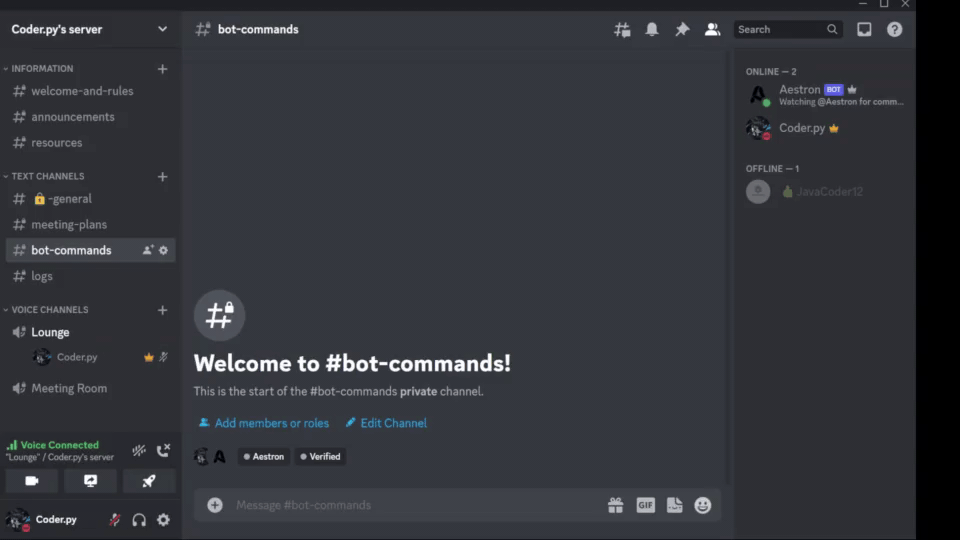 Coder.py's server
INFORMATION
welcome-and-rules
announcements
resources
TEXT CHANNELS
🔒-general
meeting-plans
bot-commands
logs
VOICE CHANNELS
Lounge
Coder.py
Meeting Room
Voice Connected
"Lounge" / Coder.py's server
Coder.py
bot-commands
Search
Welcome to #bot-commands!
This is the start of the #bot-commands private channel.
Add members or roles Edit Channel
Aestron Verified
Message #bot-commands
GIF
ONLINE — 2
Aestron BOT
Watching @Aestron for comm...
Coder.py
OFFLINE — 1
👍 JavaCoder12